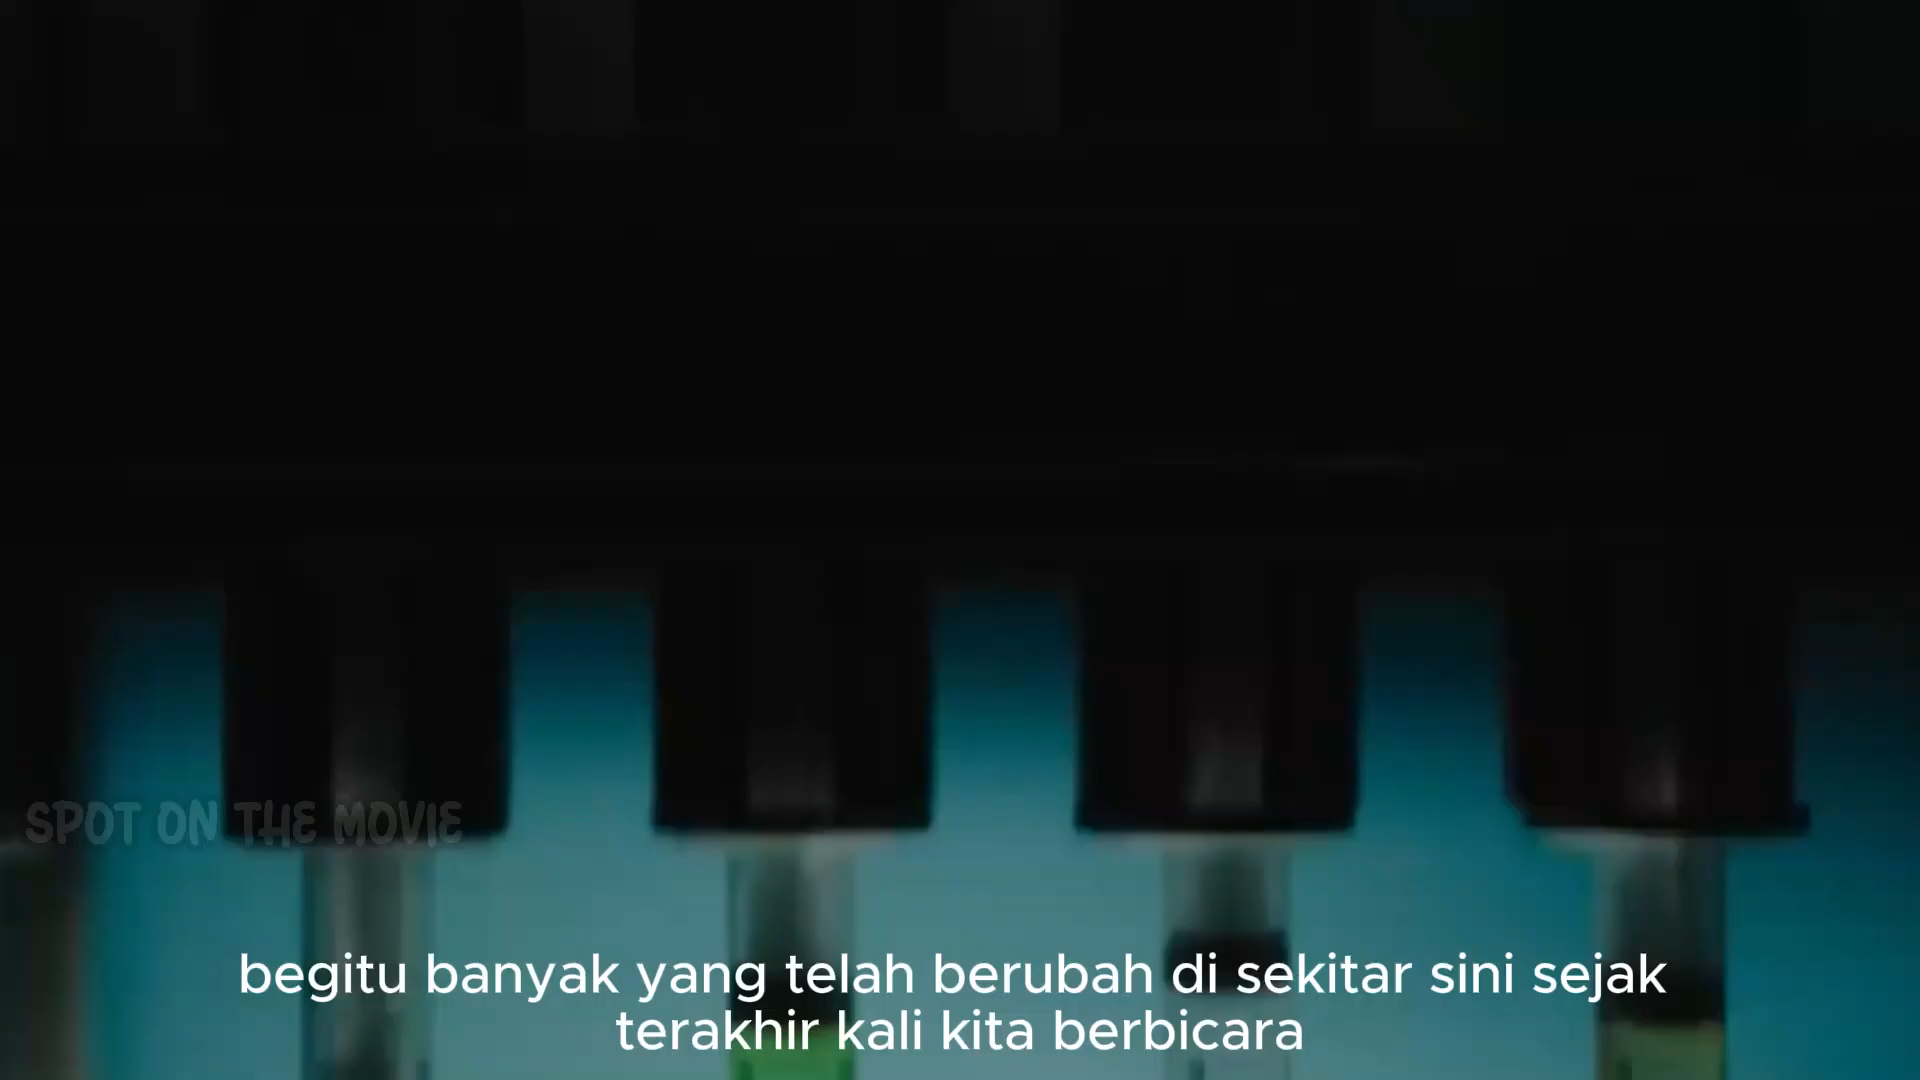 SPOT ON THE MOVIE
begitu banyak yang telah berubah di sekitar sini sejak
terakhir kali kita berbicara